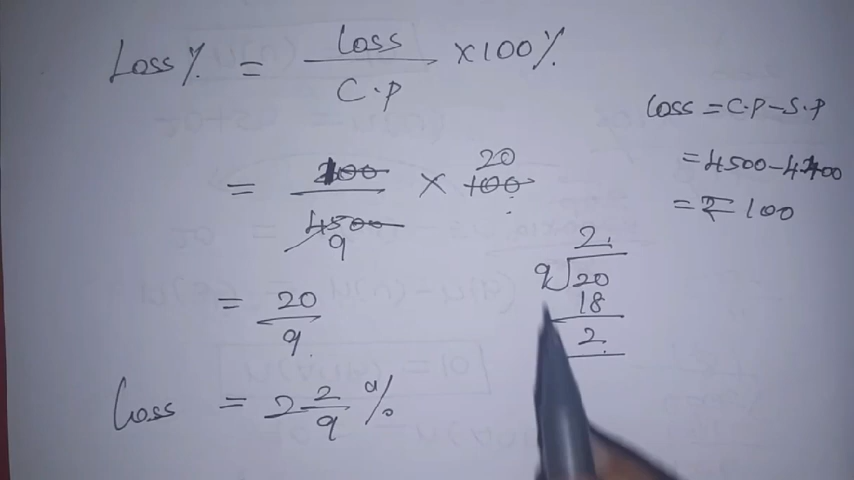 Loss% = Loss/C.P ×100%
Loss = C.P-S.P
= 4500-4400
= ₹ 100
= 100/4500 × 100
20
9
= 20/9
2.
9)20
18
2.
Loss = 2 2/9 %